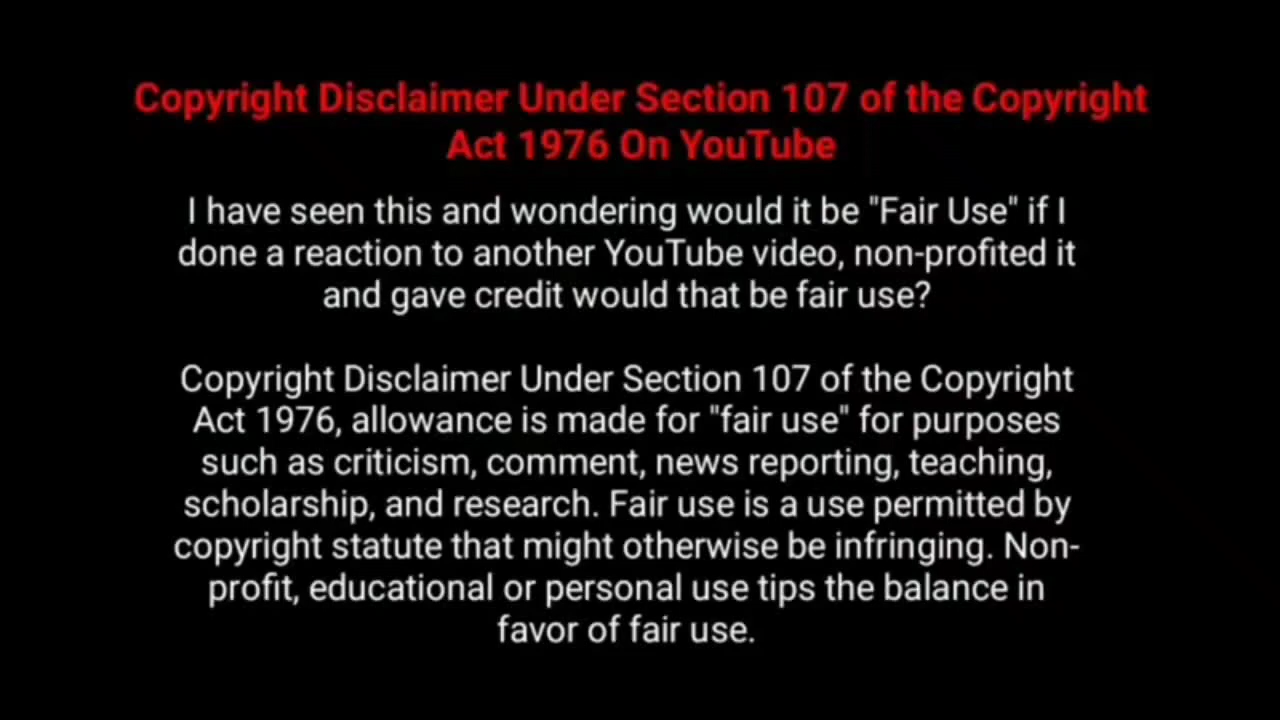 Copyright Disclaimer Under Section 107 of the Copyright
Act 1976 On YouTube
I have seen this and wondering would it be "Fair Use" if I
done a reaction to another YouTube video, non-profited it
and gave credit would that be fair use?
Copyright Disclaimer Under Section 107 of the Copyright
Act 1976, allowance is made for "fair use" for purposes
such as criticism, comment, news reporting, teaching,
scholarship, and research. Fair use is a use permitted by
copyright statute that might otherwise be infringing. Non-
profit, educational or personal use tips the balance in
favor of fair use.